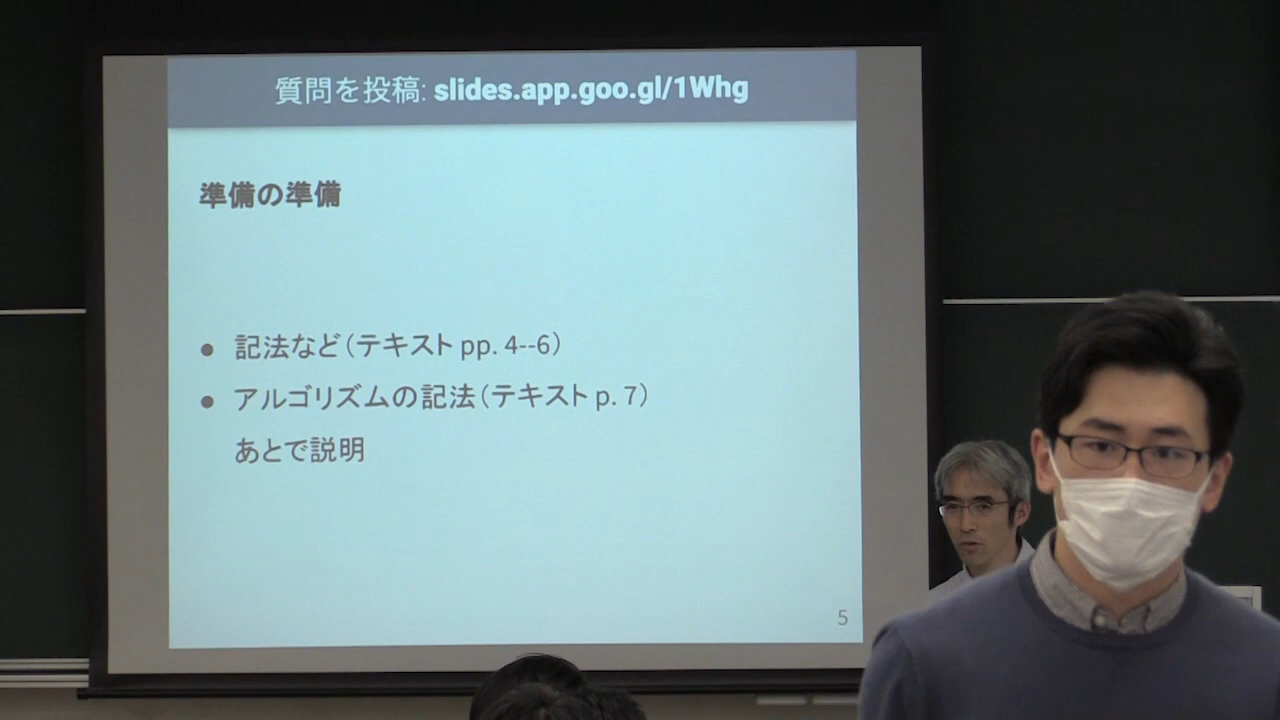 質問を投稿: slides.app.goo.gl/1Whg
準備の準備
● 記法など（テキスト pp. 4--6）
● アルゴリズムの記法（テキスト p. 7）
あとで説明
5